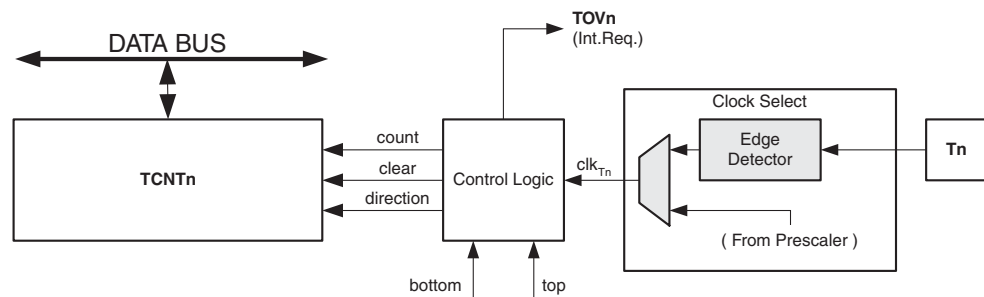 TOVn
(Int.Req.)
DATA BUS
Clock Select
count
Edge
Detector
Tn
TCNTn
clear
Control Logic
clkTn
direction
( From Prescaler )
bottom
top